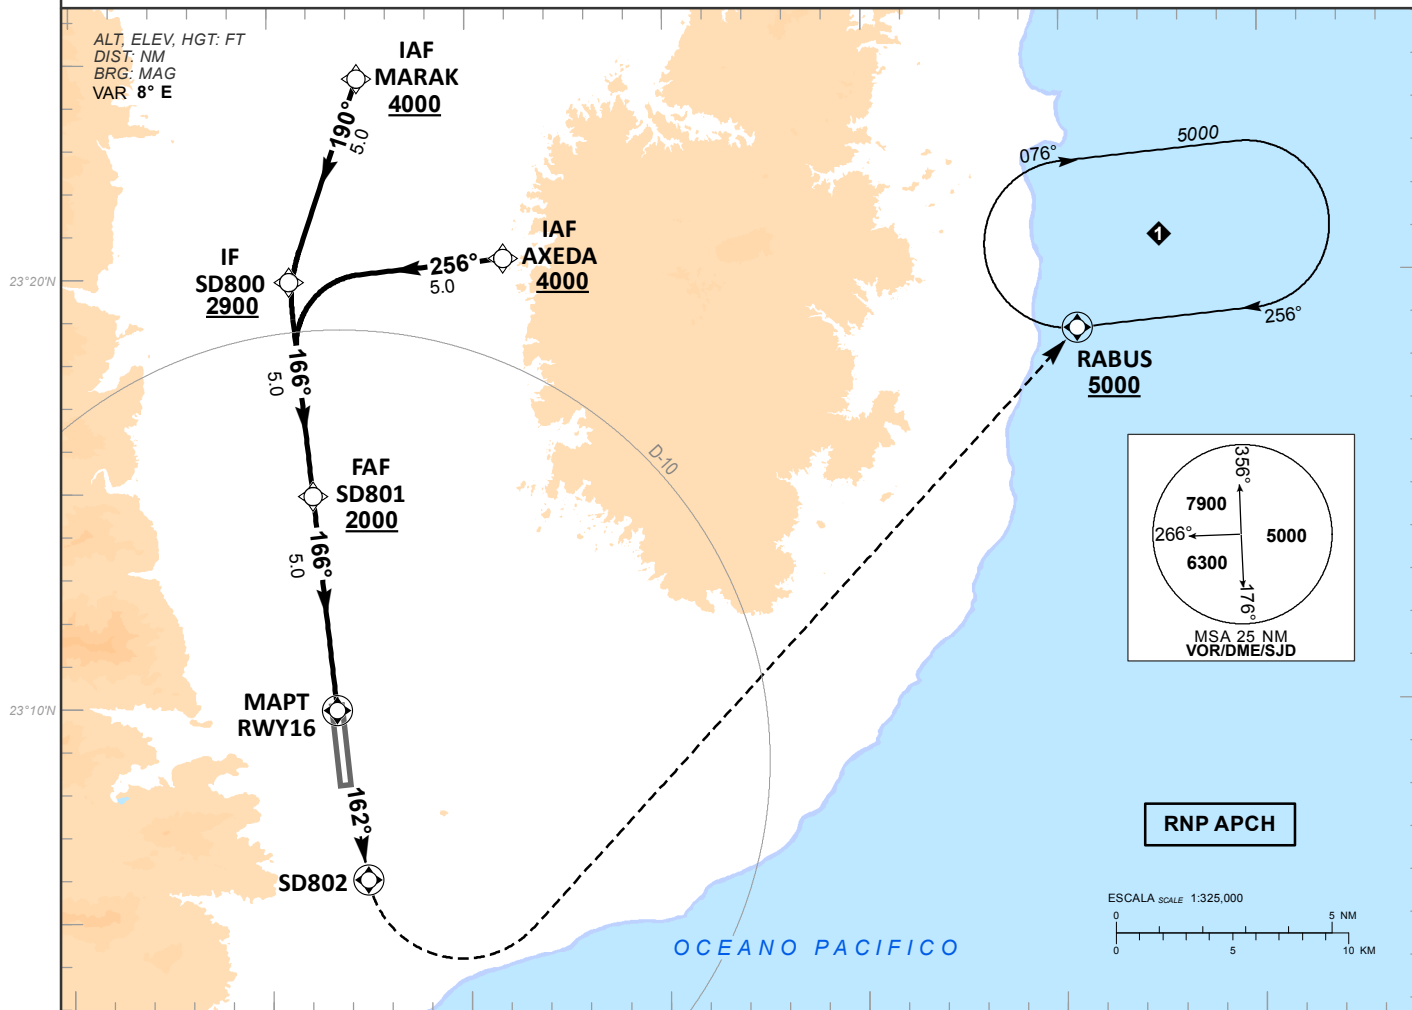 ALT, ELEV, HGT: FT
DIST: NM
BRG: MAG
VAR 8° E
IAF
MARAK
4000
190°
5.0
IAF
AXEDA
4000
256°
5.0
IF
SD800
2900
23°20'N
166°
5.0
FAF
SD801
2000
166°
5.0
D-10
MAPT
RWY16
23°10'N
162°
SD802
076°
5000
1
256°
RABUS
5000
356°
7900
266°
5000
6300
176°
MSA 25 NM
VOR/DME/SJD
RNP APCH
ESCALA SCALE 1:325,000
0 5 NM
0 5 10 KM
OCEANO PACIFICO